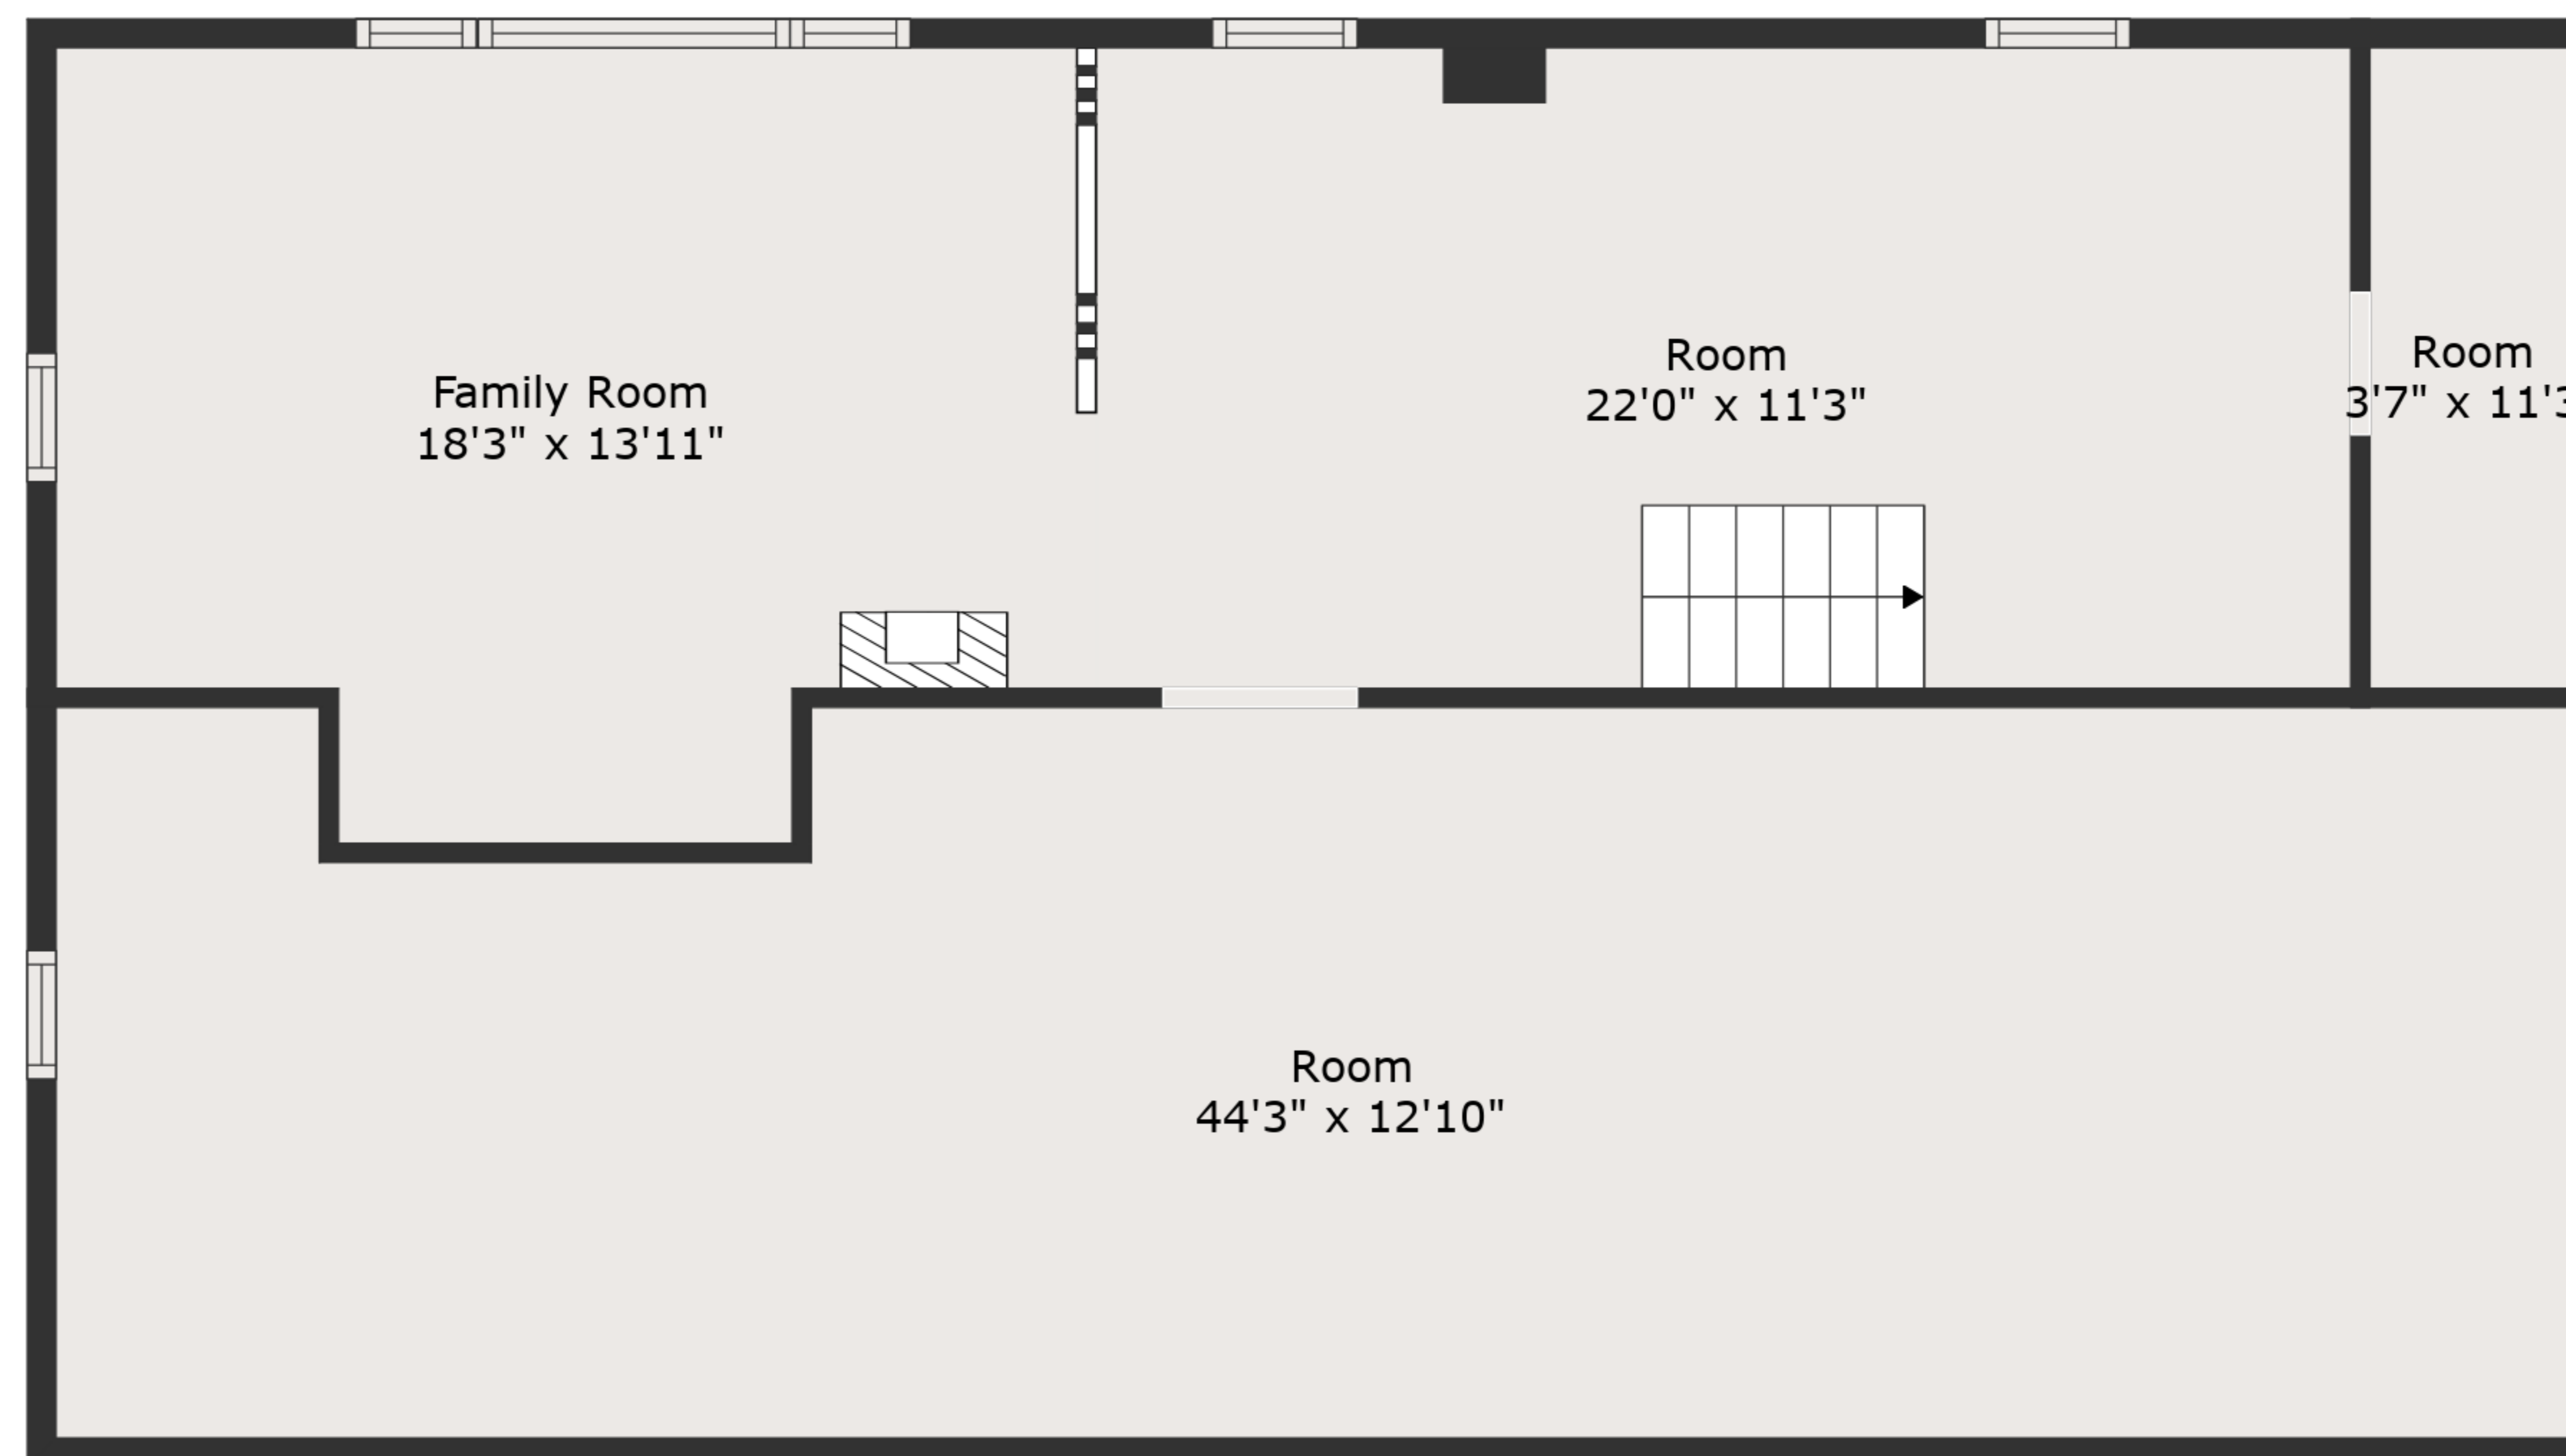 Family Room
18'3" x 13'11"
Room
22'0" x 11'3"
Room
3'7" x 11'3
Room
44'3" x 12'10"